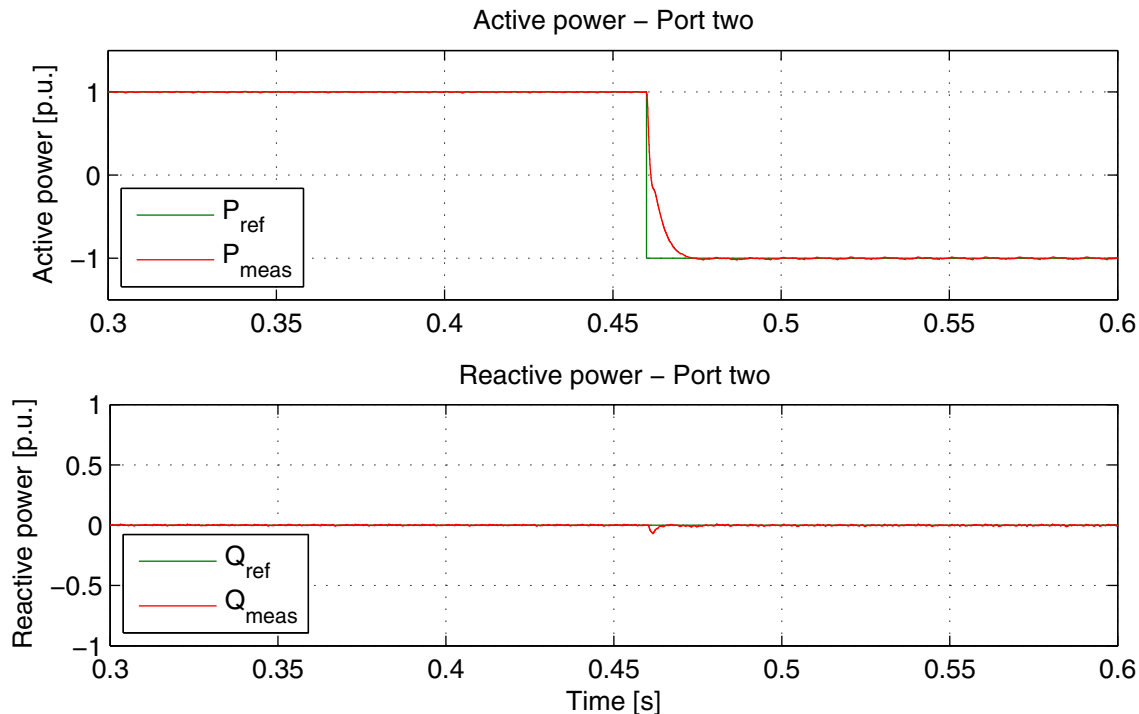 Active power − Port two
Active power [p.u.]
1
0
−1
P_ref
P_meas
0.3 0.35 0.4 0.45 0.5 0.55 0.6
Reactive power − Port two
Reactive power [p.u.]
1
0.5
0
−0.5
−1
Q_ref
Q_meas
0.3 0.35 0.4 0.45 0.5 0.55 0.6
Time [s]